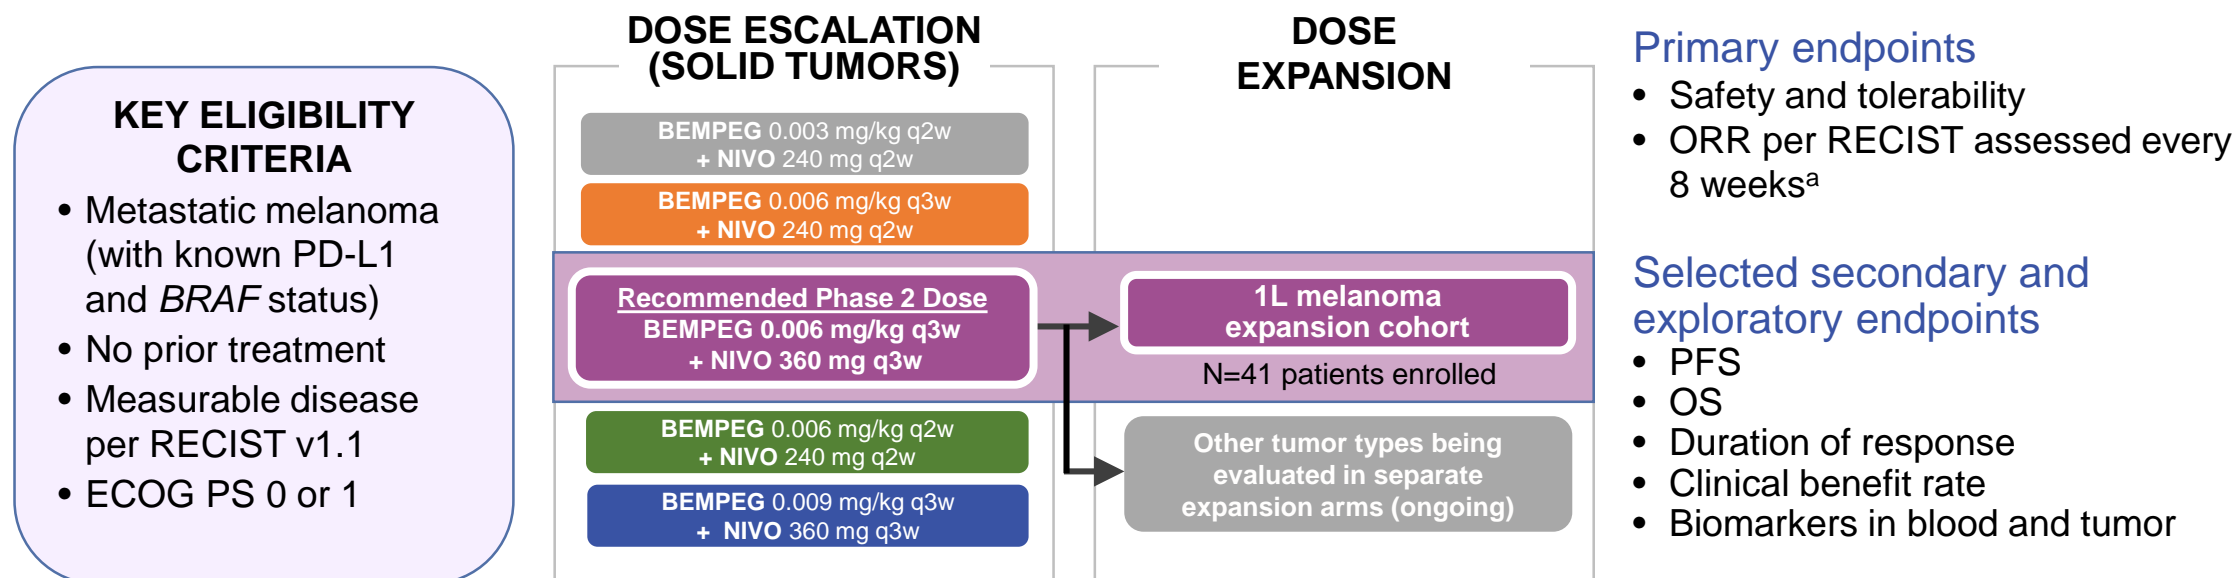 KEY ELIGIBILITY
CRITERIA
• Metastatic melanoma
(with known PD-L1
and BRAF status)
• No prior treatment
• Measurable disease
per RECIST v1.1
• ECOG PS 0 or 1
DOSE ESCALATION
(SOLID TUMORS)
BEMPEG 0.003 mg/kg q2w
+ NIVO 240 mg q2w
BEMPEG 0.006 mg/kg q3w
+ NIVO 240 mg q2w
Recommended Phase 2 Dose
BEMPEG 0.006 mg/kg q3w
+ NIVO 360 mg q3w
BEMPEG 0.006 mg/kg q2w
+ NIVO 240 mg q2w
BEMPEG 0.009 mg/kg q3w
+ NIVO 360 mg q3w
DOSE
EXPANSION
1L melanoma
expansion cohort
N=41 patients enrolled
Other tumor types being
evaluated in separate
expansion arms (ongoing)
Primary endpoints
• Safety and tolerability
• ORR per RECIST assessed every
8 weeksᵃ
Selected secondary and
exploratory endpoints
• PFS
• OS
• Duration of response
• Clinical benefit rate
• Biomarkers in blood and tumor